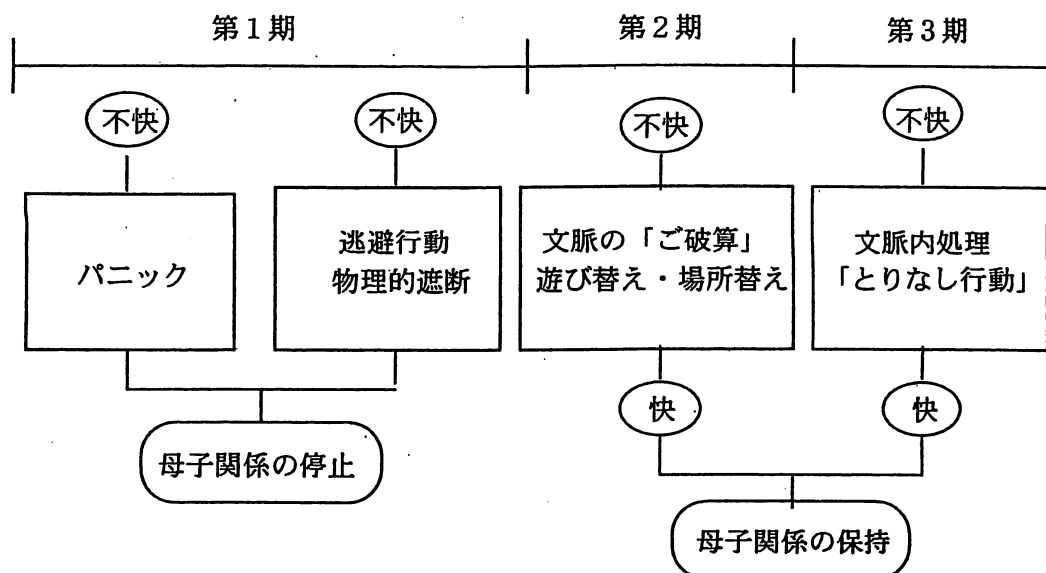 第1期
第2期
第3期
不快
不快
不快
不快
パニック
逃避行動
物理的遮断
文脈の「ご破算」
遊び替え・場所替え
文脈内処理
「とりなし行動」
快
快
母子関係の停止
母子関係の保持